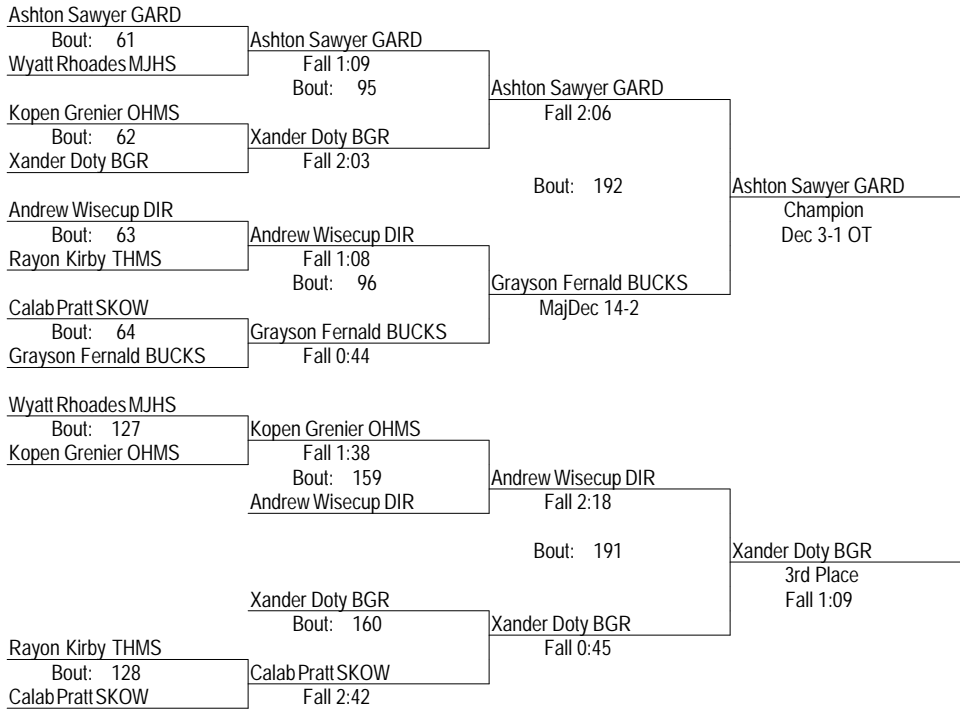 Ashton Sawyer GARD
Bout: 61
Ashton Sawyer GARD
Wyatt Rhoades MJHS
Fall 1:09
Bout: 95
Ashton Sawyer GARD
Kopen Grenier OHMS
Fall 2:06
Bout: 62
Xander Doty BGR
Xander Doty BGR
Fall 2:03
Bout: 192
Ashton Sawyer GARD
Andrew Wisecup DIR
Champion
Bout: 63
Andrew Wisecup DIR
Dec 3-1 OT
Rayon Kirby THMS
Fall 1:08
Bout: 96
Grayson Fernald BUCKS
Calab Pratt SKOW
MajDec 14-2
Bout: 64
Grayson Fernald BUCKS
Grayson Fernald BUCKS
Fall 0:44
Wyatt Rhoades MJHS
Bout: 127
Kopen Grenier OHMS
Kopen Grenier OHMS
Fall 1:38
Bout: 159
Andrew Wisecup DIR
Andrew Wisecup DIR
Fall 2:18
Bout: 191
Xander Doty BGR
3rd Place
Xander Doty BGR
Fall 1:09
Bout: 160
Xander Doty BGR
Rayon Kirby THMS
Fall 0:45
Bout: 128
Calab Pratt SKOW
Calab Pratt SKOW
Fall 2:42